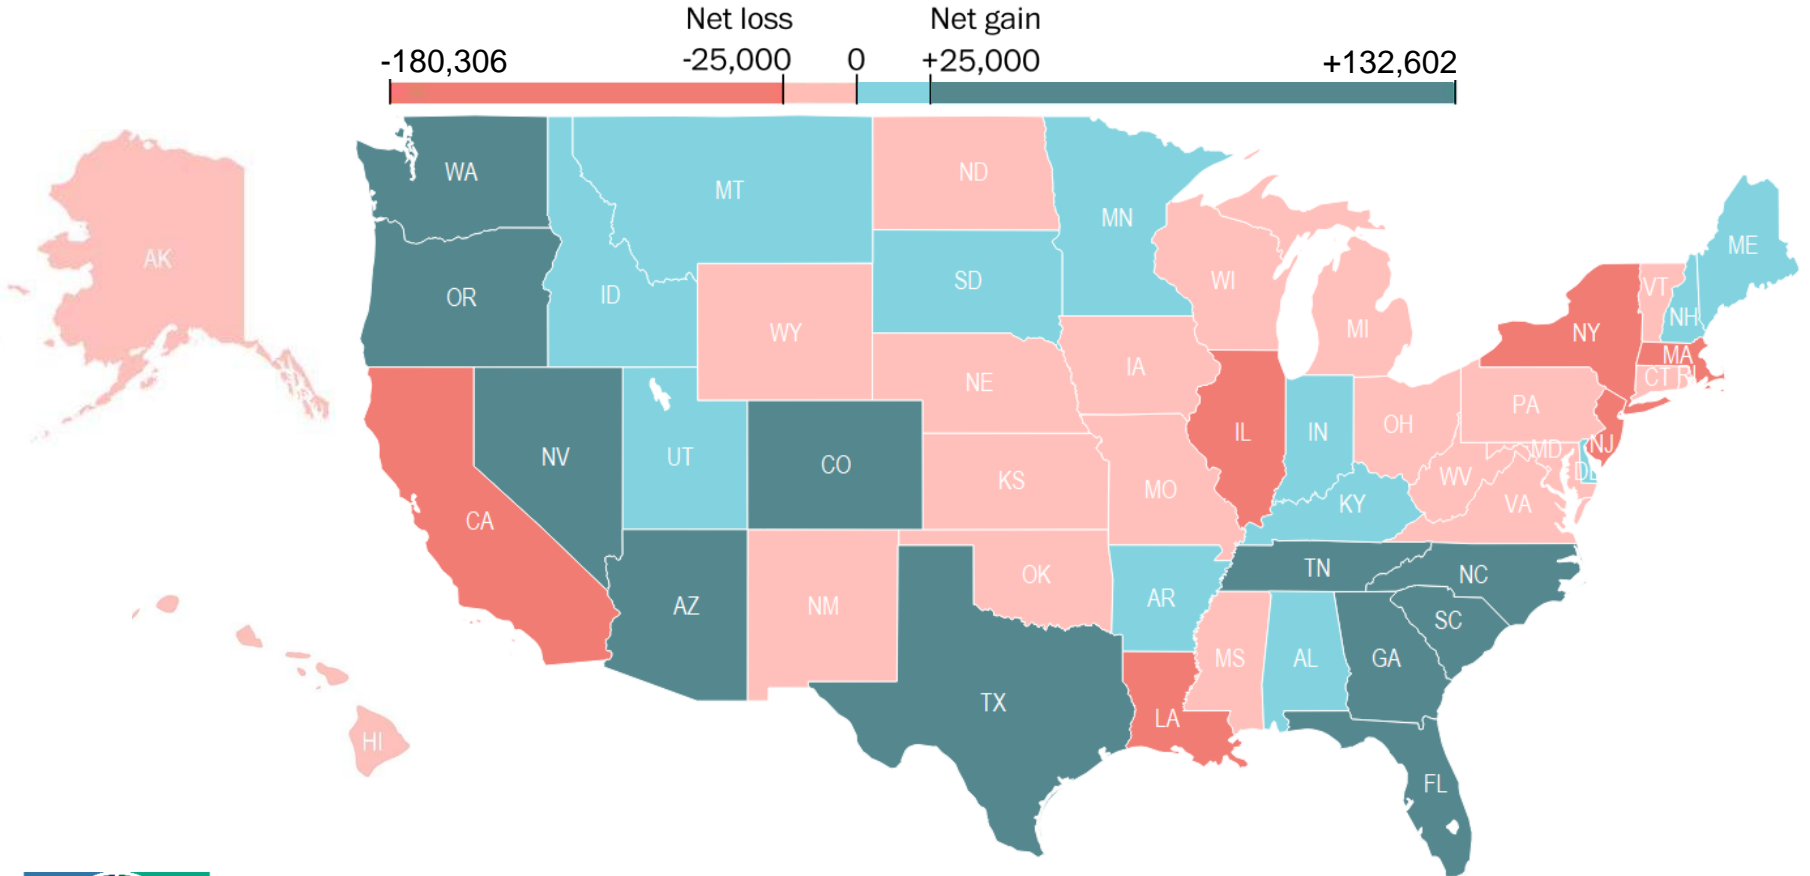 Net loss Net gain
-180,306 -25,000 0 +25,000 +132,602
WA
MT
ND
MN
ME
AK
OR
ID
SD
WI
VT
NH
WY
MI
NY
MA
NE
IA
CT RI
PA
NV
UT
CO
IL
IN
OH
MD
NJ
CA
KS
MO
KY
WV
VA
DE
AZ
NM
OK
AR
TN
NC
SC
MS
AL
GA
TX
LA
HI
FL